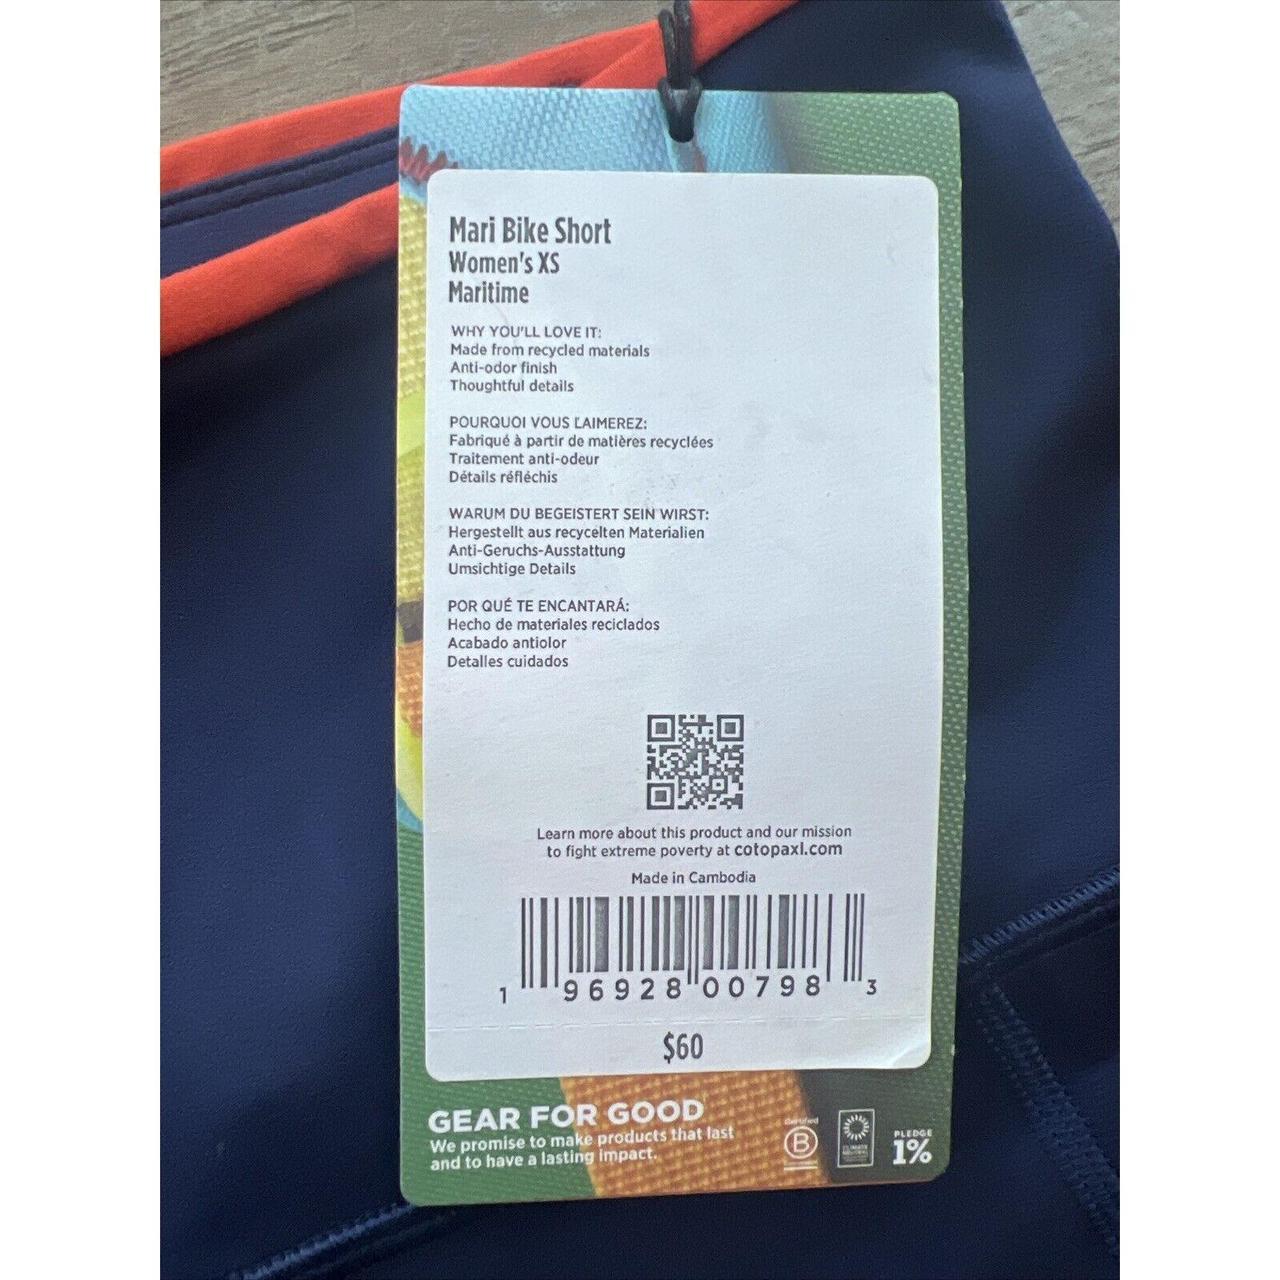 Mari Bike Short
Women's XS
Maritime
WHY YOU'LL LOVE IT:
Made from recycled materials
Anti-odor finish
Thoughtful details
POURQUOI VOUS L'AIMEREZ:
Fabriqué à partir de matières recyclées
Traitement anti-odeur
Détails réfléchis
WARUM DU BEGEISTERT SEIN WIRST:
Hergestellt aus recycelten Materialien
Anti-Geruchs-Ausstattung
Umsichtige Details
POR QUÉ TE ENCANTARÁ:
Hecho de materiales reciclados
Acabado antiolor
Detalles cuidados
Learn more about this product and our mission
to fight extreme poverty at cotopaxi.com
Made in Cambodia
1 96928 00798 3
$60
GEAR FOR GOOD
We promise to make products that last
and to have a lasting impact.
Certified
B
CLIMATE
NEUTRAL
PLEDGE
1%